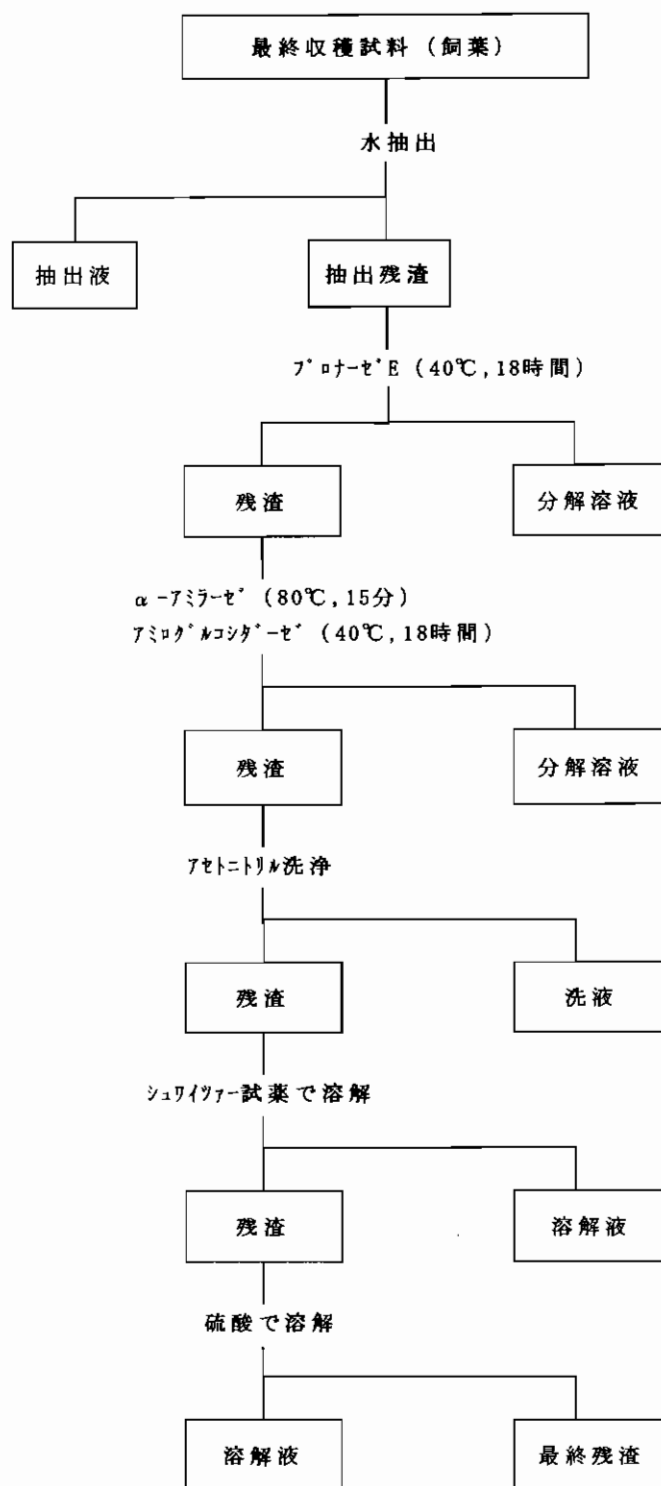 最終収穫試料（飼葉）
水抽出
抽出液
抽出残渣
ﾌﾟﾛﾅｰｾﾞE（40℃,18時間）
残渣
分解溶液
α-ｱﾐﾗｰｾﾞ（80℃,15分）
ｱﾐﾛｸﾞﾙｺｼﾀﾞｰｾﾞ（40℃,18時間）
残渣
分解溶液
ｱｾﾄﾆﾄﾘﾙ洗浄
残渣
洗液
ｼｭﾜｲﾂｧｰ試薬で溶解
残渣
溶解液
硫酸で溶解
溶解液
最終残渣